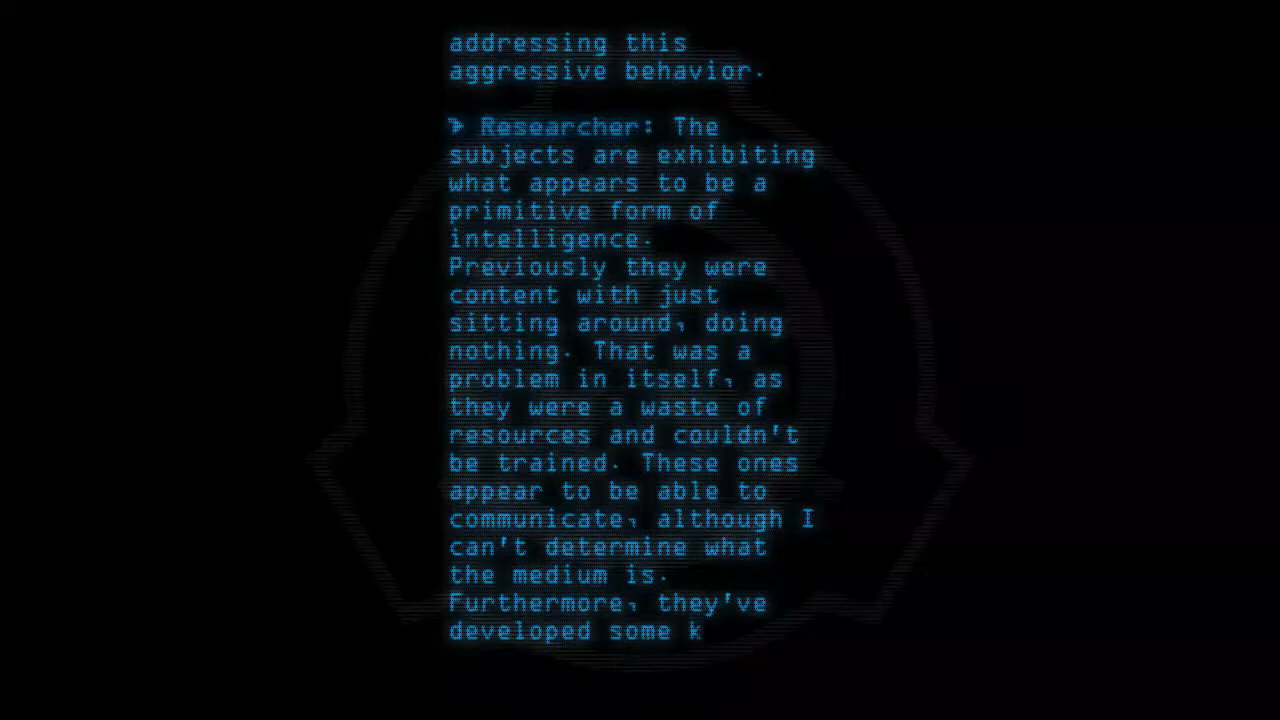 addressing this
aggressive behavior.
> Researcher: The
subjects are exhibiting
what appears to be a
primitive form of
intelligence.
Previously they were
content with just
sitting around, doing
nothing. That was a
problem in itself, as
they were a waste of
resources and couldn't
be trained. These ones
appear to be able to
communicate, although I
can't determine what
the medium is.
Furthermore, they've
developed some k